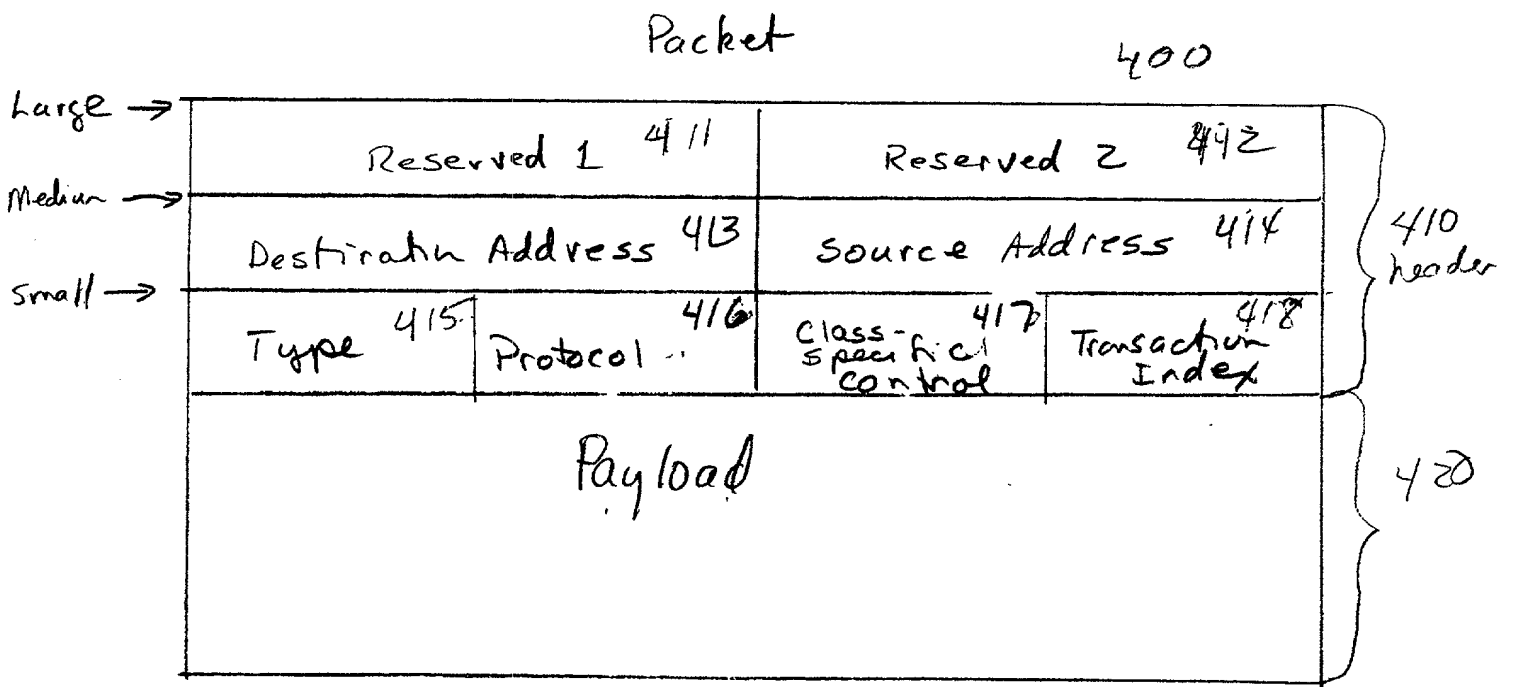 Packet
400
Large →
Reserved 1 411
Reserved 2 412
Medium →
Destination Address 413
Source Address 414
410
header
Small →
Type 415
Protocol 416
Class-
specific
control
417
Transaction
Index
418
Payload
420